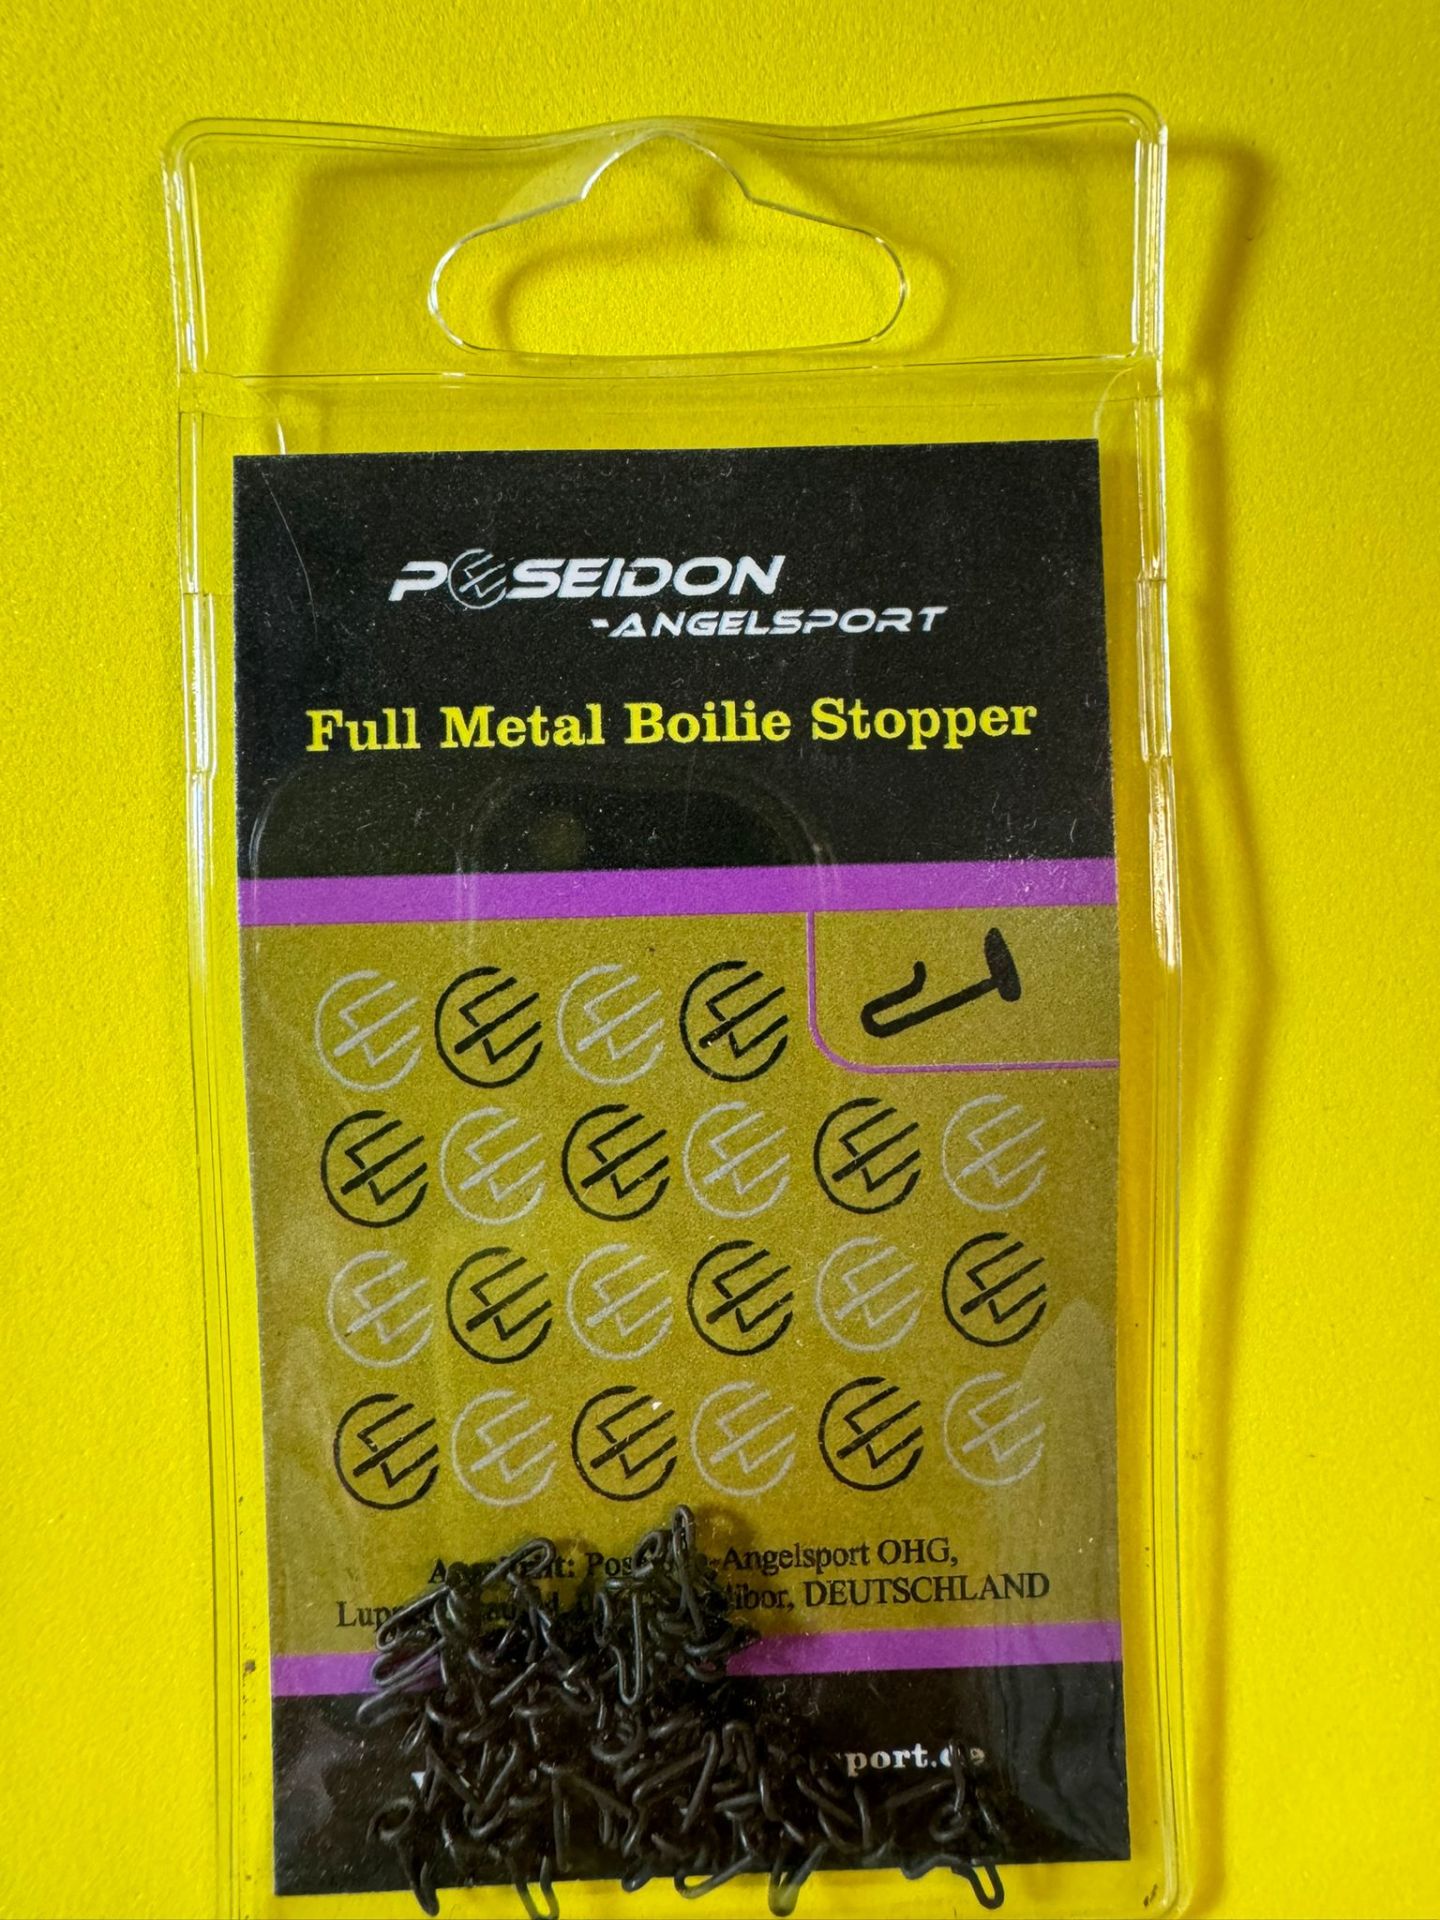 POSEIDON
-ANGELSPORT
Full Metal Boilie Stopper
Angelsport OHG,
DEUTSCHLAND